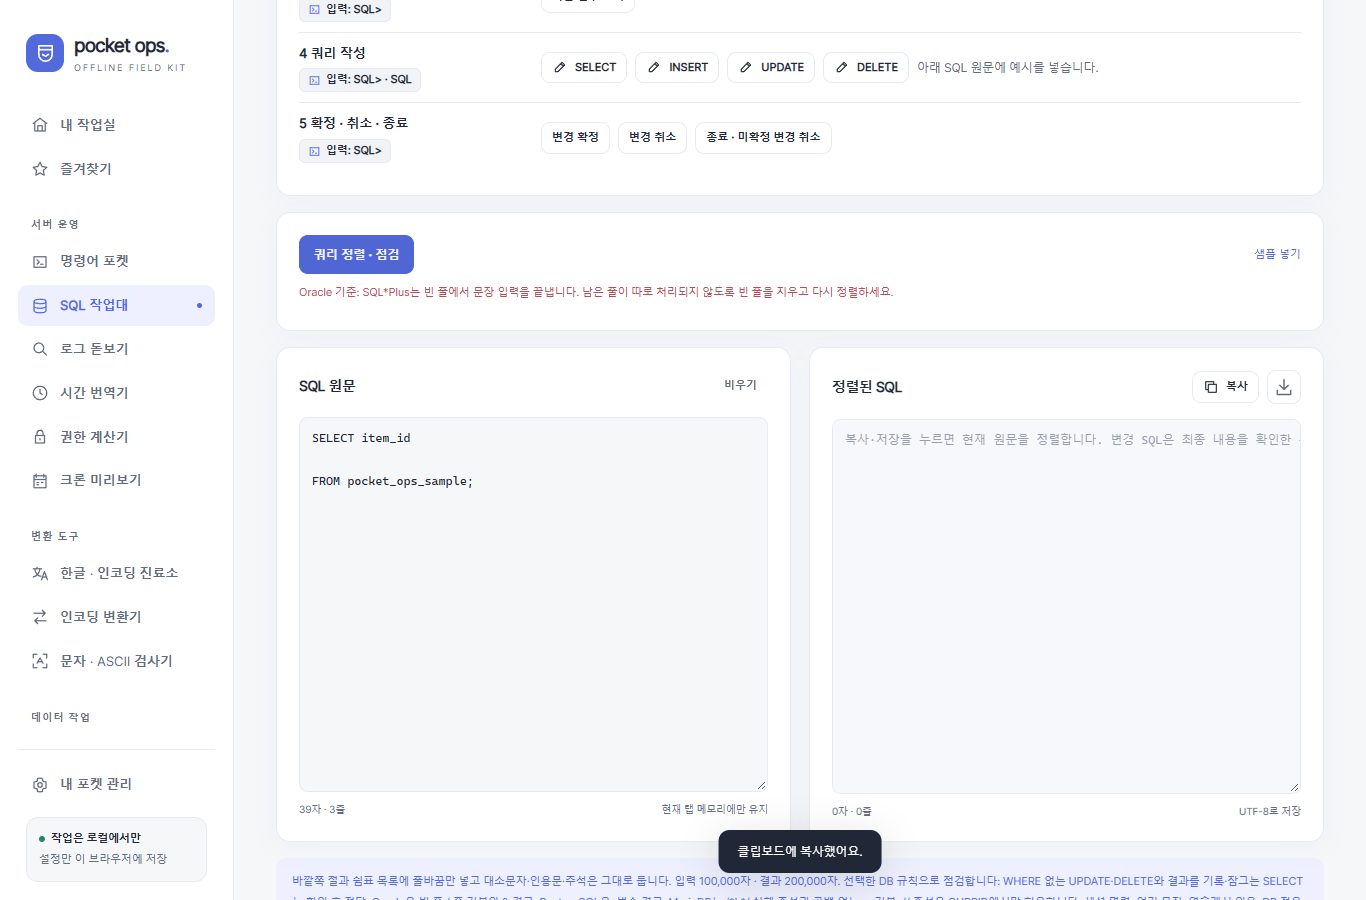 pocket ops.
OFFLINE FIELD KIT
내 작업실
즐겨찾기
서버 운영
명령어 포켓
SQL 작업대
로그 돋보기
시간 번역기
권한 계산기
크론 미리보기
변환 도구
한글 · 인코딩 진료소
인코딩 변환기
문자 · ASCII 검사기
데이터 작업
내 포켓 관리
작업은 로컬에서만
설정만 이 브라우저에 저장
입력: SQL>
4 쿼리 작성
입력: SQL> · SQL
SELECT INSERT UPDATE DELETE 아래 SQL 원문에 예시를 넣습니다.
5 확정 · 취소 · 종료
입력: SQL>
변경 확정 변경 취소 종료 · 미확정 변경 취소
쿼리 정렬 · 점검 샘플 넣기
Oracle 기준: SQL*Plus는 빈 줄에서 문장 입력을 끝냅니다. 남은 줄이 따로 처리되지 않도록 빈 줄을 지우고 다시 정렬하세요.
SQL 원문 비우기
SELECT item_id
FROM pocket_ops_sample;
39자 · 3줄 현재 탭 메모리에만 유지
정렬된 SQL 복사
복사·저장을 누르면 현재 원문을 정렬합니다. 변경 SQL은 최종 내용을 확인한
0자 · 0줄 UTF-8로 저장
클립보드에 복사했어요.
바깥쪽 절과 쉼표 목록에 줄바꿈만 넣고 대소문자·인용문·주석은 그대로 둡니다. 입력 100,000자 · 결과 200,000자. 선택한 DB 규칙으로 점검합니다: WHERE 없는 UPDATE·DELETE와 결과를 기록·잠그는 SELECT